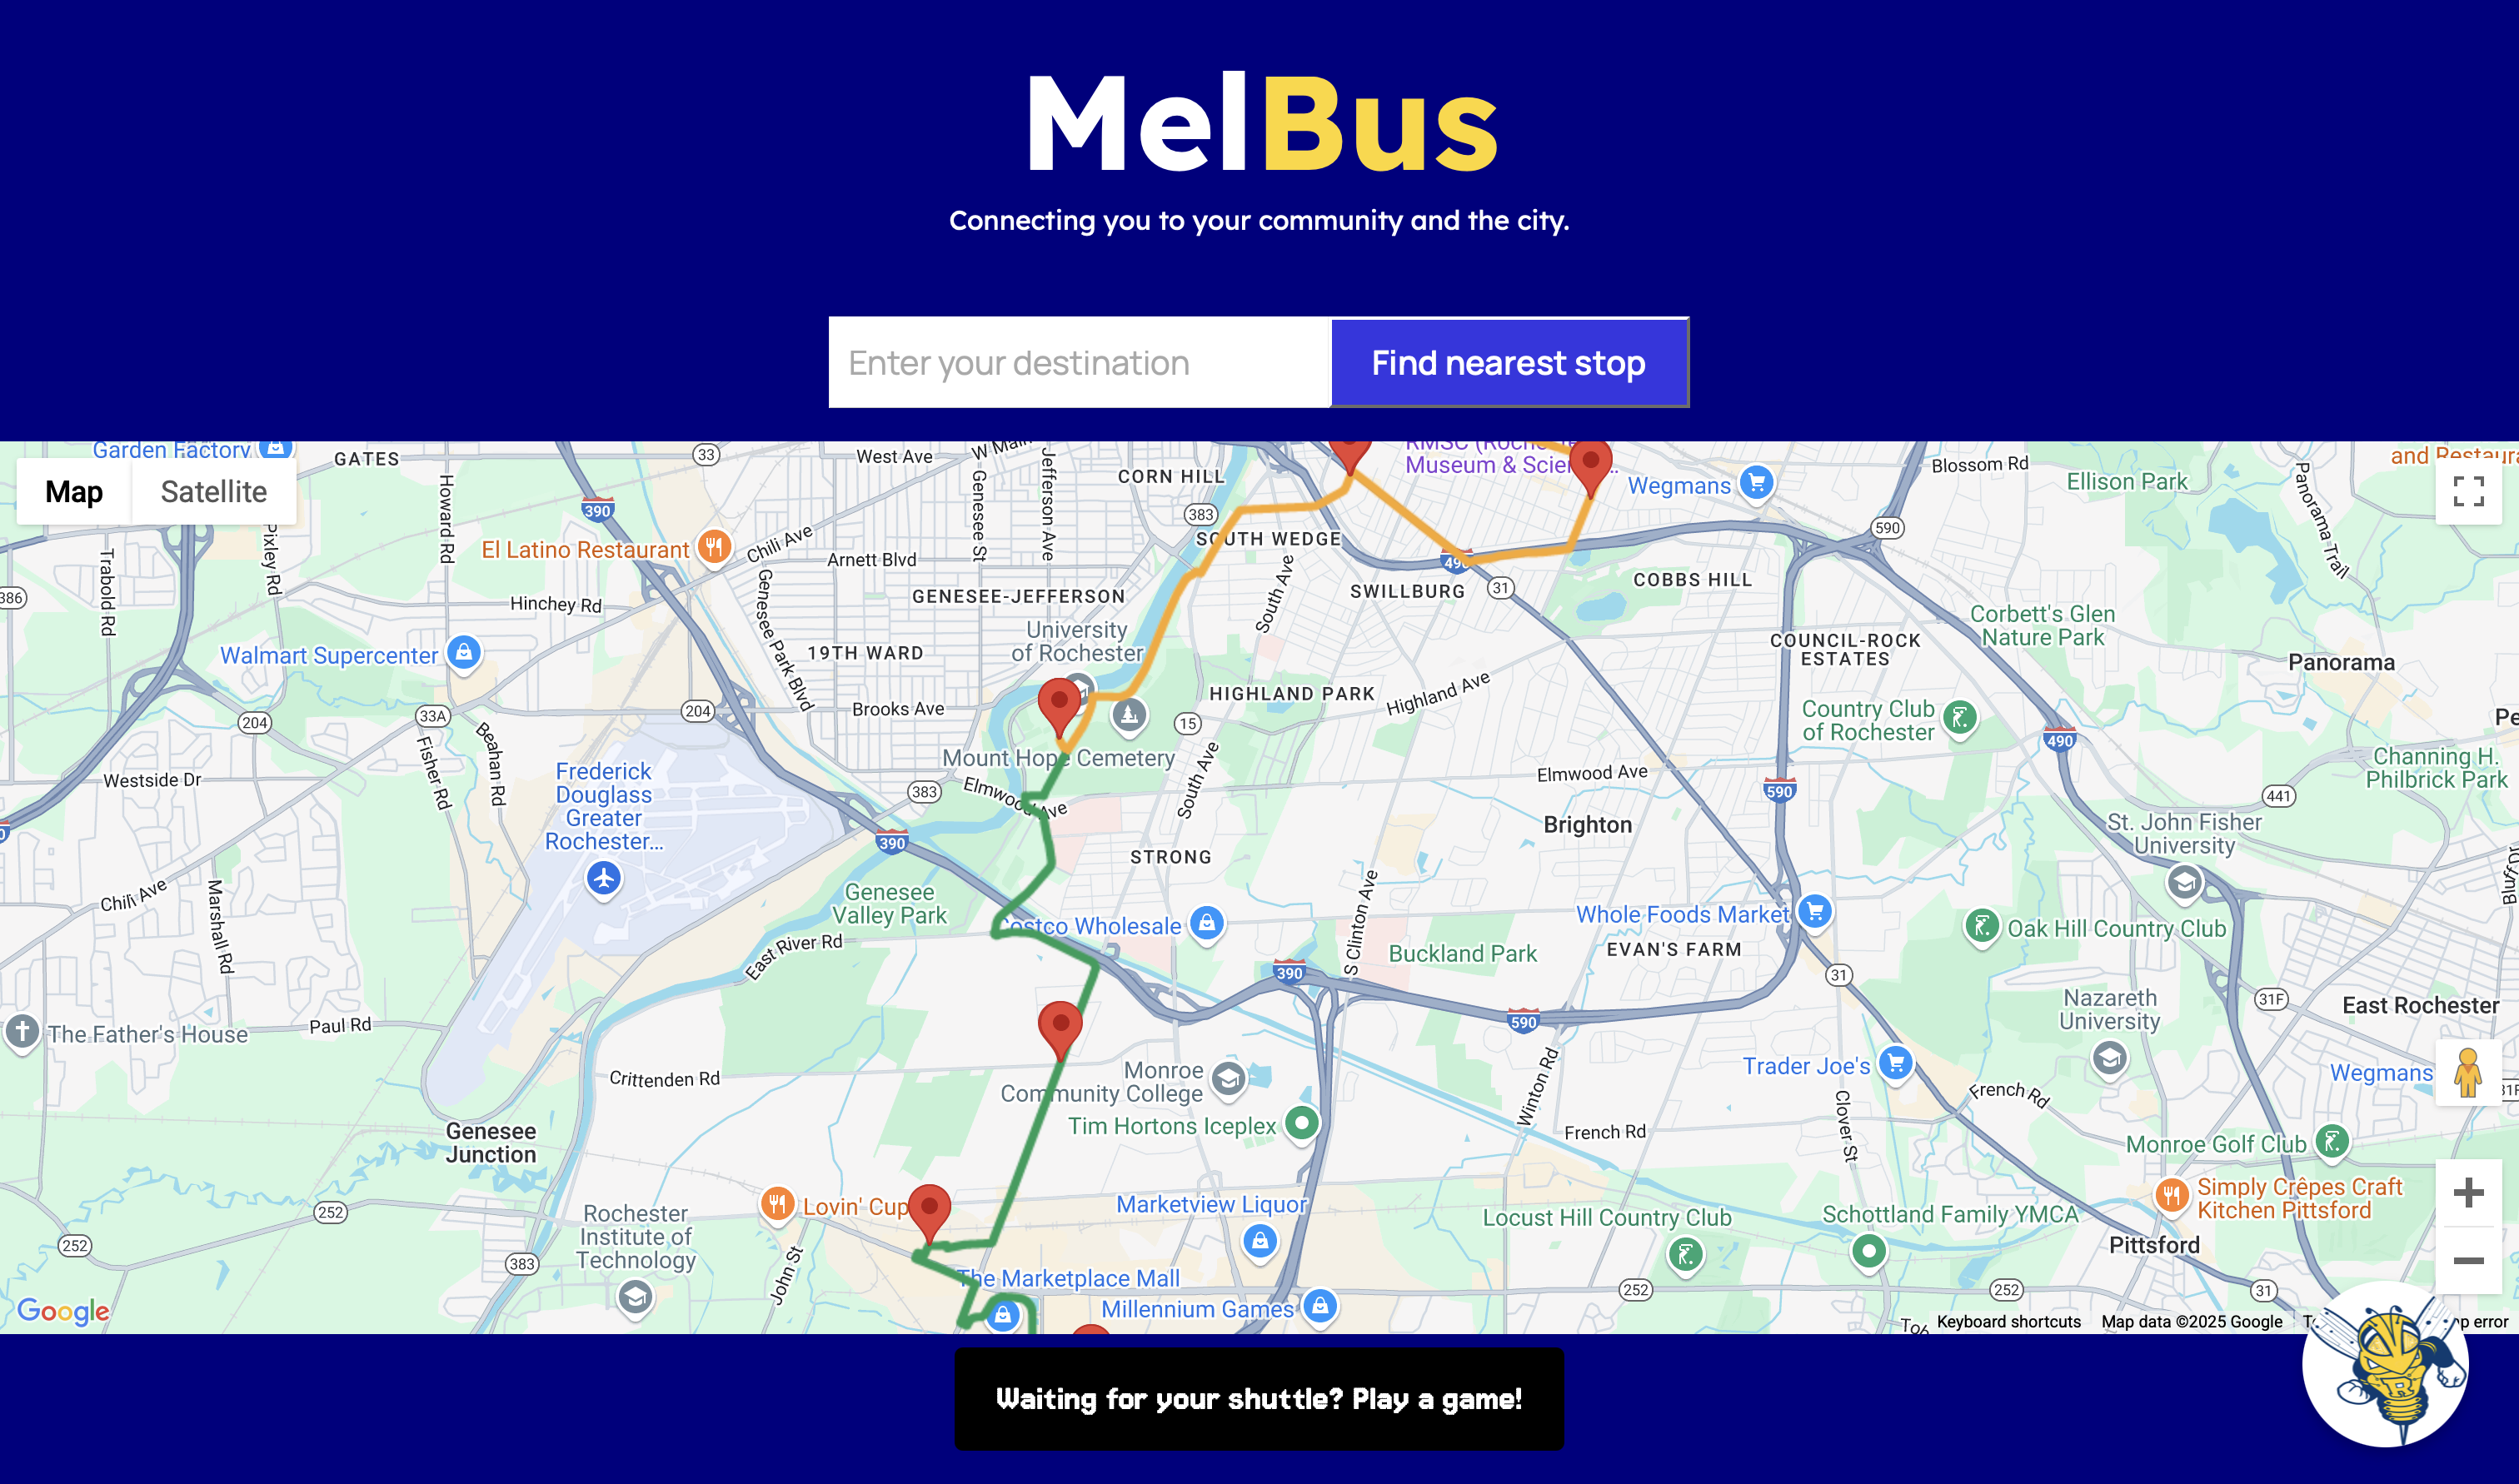 MelBus
Connecting you to your community and the city.
Enter your destination
Find nearest stop
Map
Satellite
Garden Factory
GATES
33
West Ave
W Main
Jefferson Ave
Genesee St
CORN HILL
Museum & Scien...
Wegmans
Blossom Rd
Ellison Park
and Restaura
Panorama Trail
Howard Rd
390
383
590
Pixley Rd
El Latino Restaurant
Chili Ave
Arnett Blvd
SOUTH WEDGE
490
Trabold Rd
386
Hinchey Rd
Genesee Park Blvd
GENESEE-JEFFERSON
South Ave
SWILLBURG
31
COBBS HILL
Corbett's Glen
Nature Park
University
of Rochester
Walmart Supercenter
19TH WARD
COUNCIL-ROCK
ESTATES
Panorama
HIGHLAND PARK
Highland Ave
204
33A
204
Brooks Ave
15
Country Club
of Rochester
490
Beahan Rd
Fisher Rd
Mount Hope Cemetery
South Ave
Channing H.
Philbrick Park
Westside Dr
Frederick
Douglass
Greater
Rochester...
383
Elmwood Ave
Elmwood Ave
590
441
Brighton
St. John Fisher
University
390
STRONG
Chili Ave
Marshall Rd
Genesee
Valley Park
Costco Wholesale
S Clinton Ave
Whole Foods Market
Oak Hill Country Club
East River Rd
Buckland Park
EVAN'S FARM
390
31
31F
Nazareth
University
East Rochester
The Father's House
Paul Rd
590
Crittenden Rd
Monroe
Community College
Winton Rd
Trader Joe's
French Rd
Wegmans
Tim Hortons Iceplex
Clover St
French Rd
Monroe Golf Club
Genesee
Junction
252
Rochester
Institute of
Technology
Lovin' Cup
Marketview Liquor
Locust Hill Country Club
Schottland Family YMCA
Simply Crêpes Craft
Kitchen Pittsford
252
383
John St
Pittsford
The Marketplace Mall
Millennium Games
252
252
31
Google
Keyboard shortcuts
Map data ©2025 Google
p error
Waiting for your shuttle? Play a game!
R